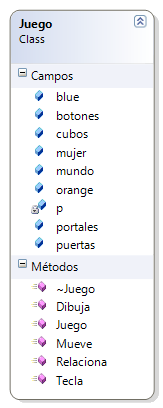 Juego
Class
Campos
blue
botones
cubos
mujer
mundo
orange
p
portales
puertas
Métodos
~Juego
Dibuja
Juego
Mueve
Relaciona
Tecla